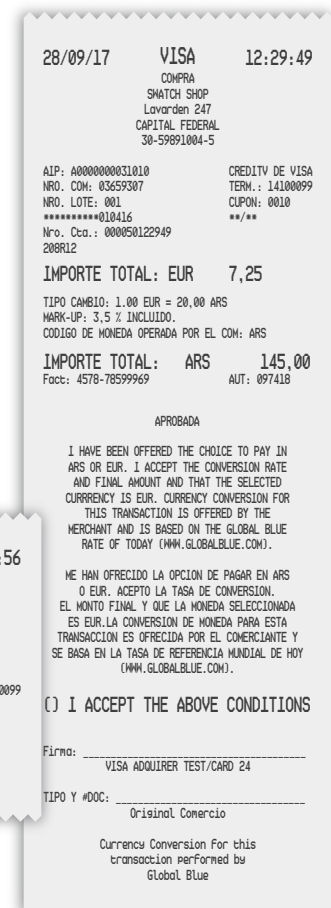 28/09/17 VISA 12:29:49
COMPRA
SWATCH SHOP
Lavarden 247
CAPITAL FEDERAL
30-59891004-5
AIP: A0000000031010 CREDITV DE VISA
NRO. COM: 03659307 TERM.: 14100099
NRO. LOTE: 001 CUPON: 0010
**********010416 **/**
Nro. Cta.: 000050122949
208R12
IMPORTE TOTAL: EUR 7,25
TIPO CAMBIO: 1.00 EUR = 20,00 ARS
MARK-UP: 3,5 % INCLUIDO.
CODIGO DE MONEDA OPERADA POR EL COM: ARS
IMPORTE TOTAL: ARS 145,00
Fact: 4578-78599969 AUT: 097418
APROBADA
I HAVE BEEN OFFERED THE CHOICE TO PAY IN
ARS OR EUR. I ACCEPT THE CONVERSION RATE
AND FINAL AMOUNT AND THAT THE SELECTED
CURRRENCY IS EUR. CURRENCY CONVERSION FOR
THIS TRANSACTION IS OFFERED BY THE
MERCHANT AND IS BASED ON THE GLOBAL BLUE
RATE OF TODAY (WWW.GLOBALBLUE.COM).
ME HAN OFRECIDO LA OPCION DE PAGAR EN ARS
O EUR. ACEPTO LA TASA DE CONVERSION.
EL MONTO FINAL Y QUE LA MONEDA SELECCIONADA
ES EUR.LA CONVERSION DE MONEDA PARA ESTA
TRANSACCION ES OFRECIDA POR EL COMERCIANTE Y
SE BASA EN LA TASA DE REFERENCIA MUNDIAL DE HOY
(WWW.GLOBALBLUE.COM).
() I ACCEPT THE ABOVE CONDITIONS
Firma: ____________________________________
VISA ADQUIRER TEST/CARD 24
TIPO Y #DOC: _______________________________
Original Comercio
Currency Conversion for this
transaction performed by
Global Blue
:56
0099